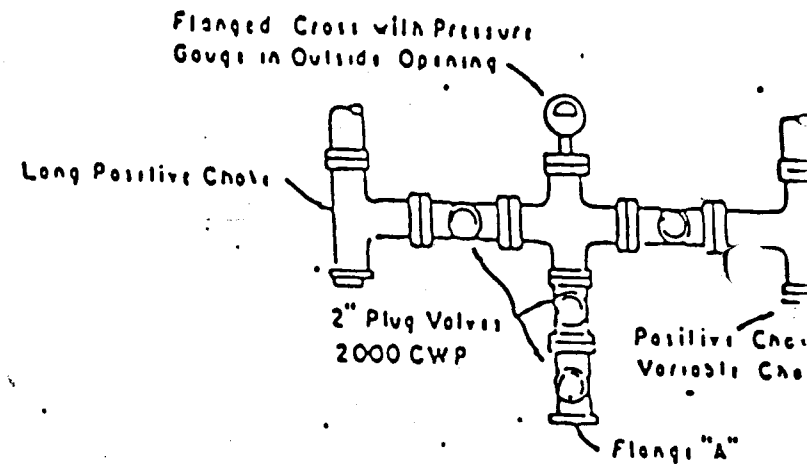 Flanged Cross with Pressure
Gauge in Outside Opening
Long Positive Choke
2" Plug Valves
2000 CWP
Positive
Variable
Flange "A"